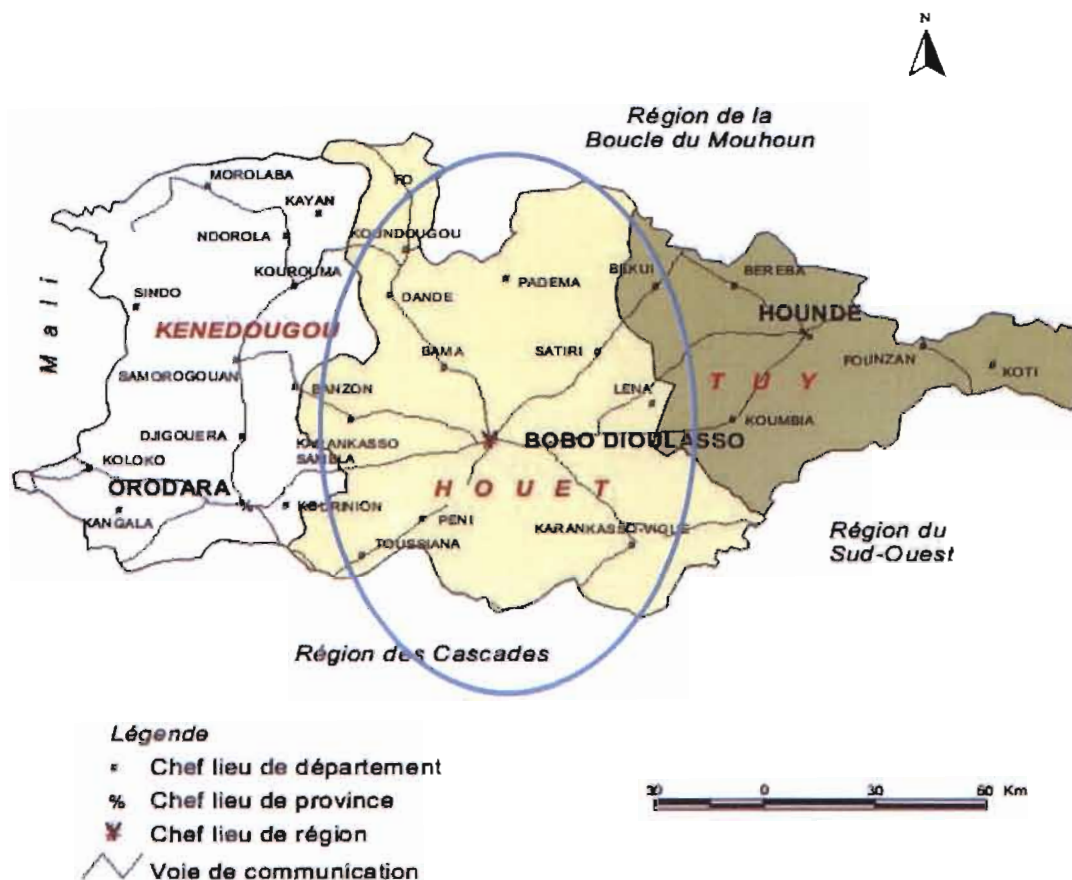 N
Région de la
Boucle du Mouhoun
MOROLABA
FO
KAYAN
NDOROLA
KOUNDOUGOU
KOUROUMA
PADEMA
BEKUI
BEREBA
Mali
SINDO
DANDE
HOUNDE
KENEDOUGOU
BAMA
SATIRI
FOUNZAN
SAMOROGOUAN
KOTI
BANZON
LENA
TUY
KOUMBIA
DJIGOUERA
KARANKASSO
SAMBLA
BOBO DIOULASSO
KOLOKO
ORODARA
HOUET
KOURINION
KANGALA
PENI
KARANKASSO-VIGUE
TOUSSIANA
Région du
Sud-Ouest
Région des Cascades
Légende
Chef lieu de département
% Chef lieu de province
¥ Chef lieu de région
Voie de communication
30 0 30 60 Km